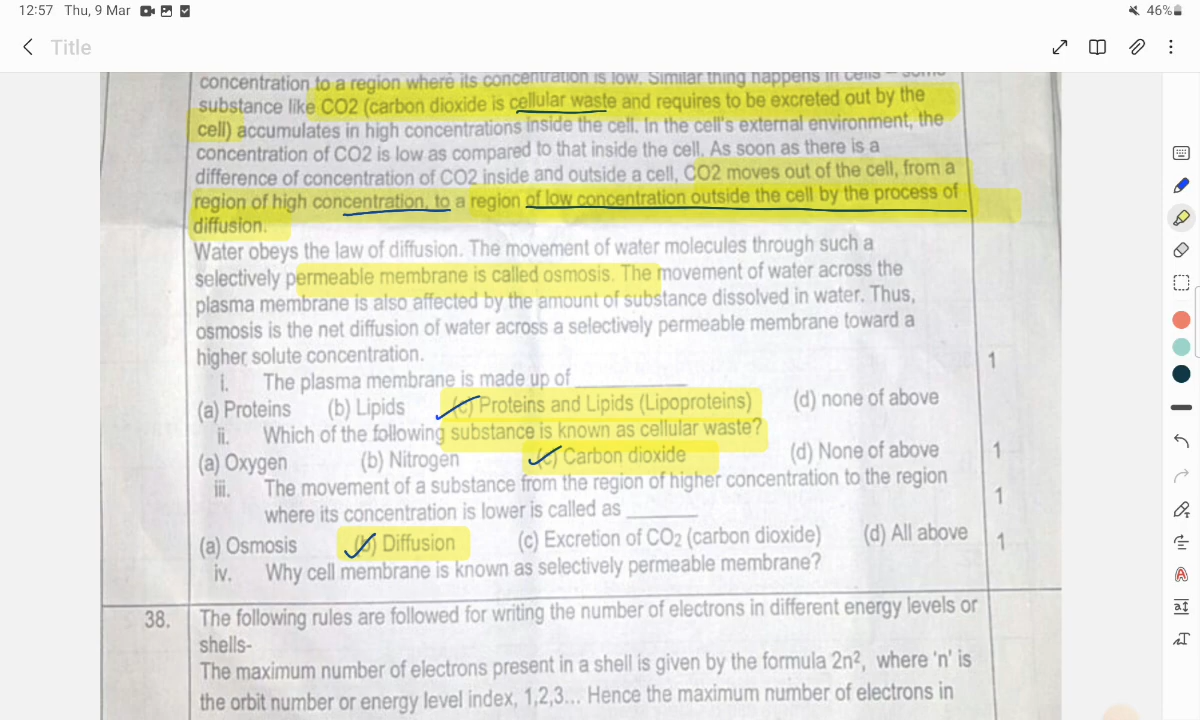 12:57 Thu, 9 Mar
46%
Title
concentration to a region where its concentration is low. Similar thing happens in cells – some
substance like CO2 (carbon dioxide is cellular waste and requires to be excreted out by the
cell) accumulates in high concentrations inside the cell. In the cell's external environment, the
concentration of CO2 is low as compared to that inside the cell. As soon as there is a
difference of concentration of CO2 inside and outside a cell, CO2 moves out of the cell, from a
region of high concentration, to a region of low concentration outside the cell by the process of
diffusion.
Water obeys the law of diffusion. The movement of water molecules through such a
selectively permeable membrane is called osmosis. The movement of water across the
plasma membrane is also affected by the amount of substance dissolved in water. Thus,
osmosis is the net diffusion of water across a selectively permeable membrane toward a
higher solute concentration.
i. The plasma membrane is made up of ________ 1
(a) Proteins (b) Lipids (c) Proteins and Lipids (Lipoproteins) (d) none of above
ii. Which of the following substance is known as cellular waste?
(a) Oxygen (b) Nitrogen (c) Carbon dioxide (d) None of above 1
iii. The movement of a substance from the region of higher concentration to the region
where its concentration is lower is called as ______ 1
(a) Osmosis (b) Diffusion (c) Excretion of CO2 (carbon dioxide) (d) All above 1
iv. Why cell membrane is known as selectively permeable membrane?
38. The following rules are followed for writing the number of electrons in different energy levels or
shells-
The maximum number of electrons present in a shell is given by the formula 2n², where 'n' is
the orbit number or energy level index, 1,2,3... Hence the maximum number of electrons in